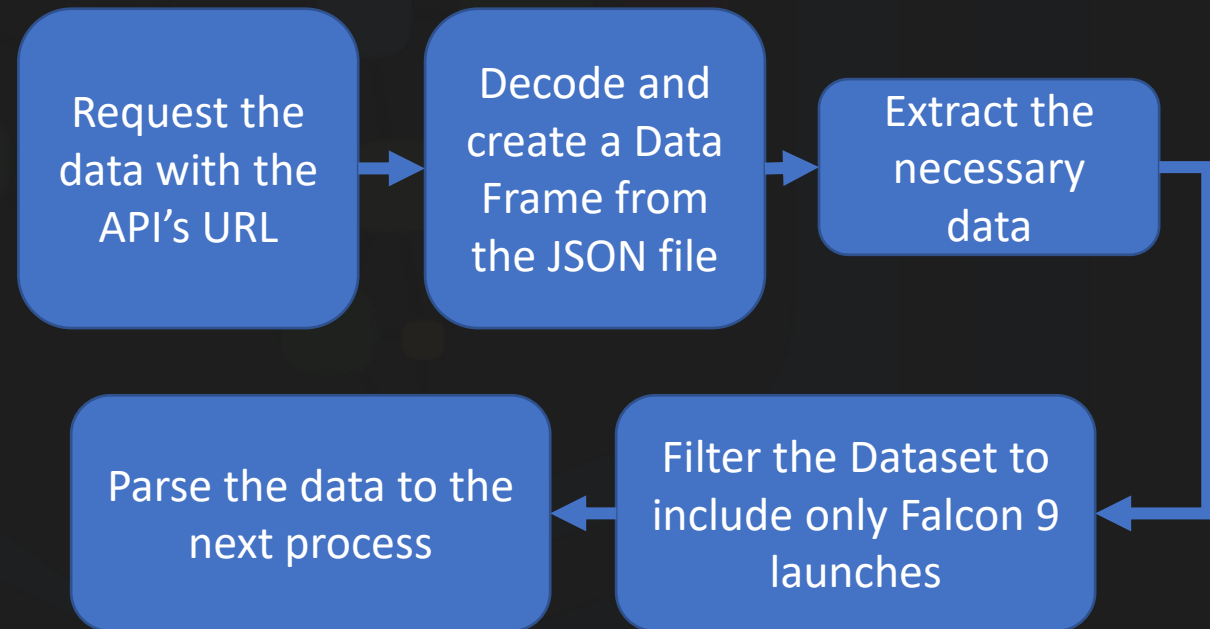 Request the
data with the
API’s URL
Decode and
create a Data
Frame from
the JSON file
Extract the
necessary
data
Filter the Dataset to
include only Falcon 9
launches
Parse the data to the
next process